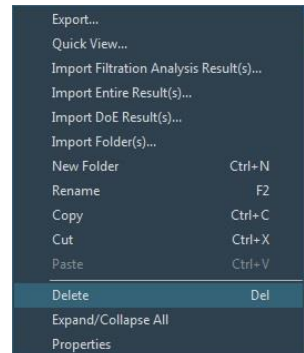 Export...
Quick View...
Import Filtration Analysis Result(s)...
Import Entire Result(s)...
Import DoE Result(s)...
Import Folder(s)...
New Folder Ctrl+N
Rename F2
Copy Ctrl+C
Cut Ctrl+X
Paste Ctrl+V
Delete Del
Expand/Collapse All
Properties